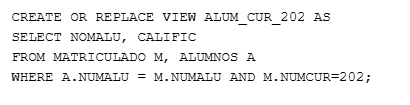 CREATE OR REPLACE VIEW ALUM_CUR_202 AS
SELECT NOMALU, CALIFIC
FROM MATRICULADO M, ALUMNOS A
WHERE A.NUMALU = M.NUMALU AND M.NUMCUR=202;